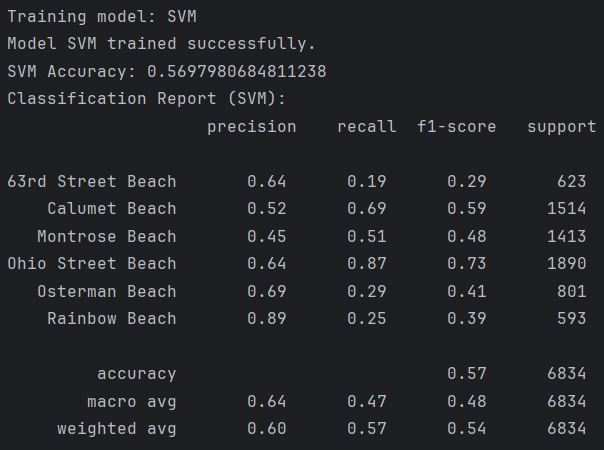 Training model: SVM
Model SVM trained successfully.
SVM Accuracy: 0.5697980684811238
Classification Report (SVM):
precision recall f1-score support
63rd Street Beach 0.64 0.19 0.29 623
Calumet Beach 0.52 0.69 0.59 1514
Montrose Beach 0.45 0.51 0.48 1413
Ohio Street Beach 0.64 0.87 0.73 1890
Osterman Beach 0.69 0.29 0.41 801
Rainbow Beach 0.89 0.25 0.39 593
accuracy 0.57 6834
macro avg 0.64 0.47 0.48 6834
weighted avg 0.60 0.57 0.54 6834